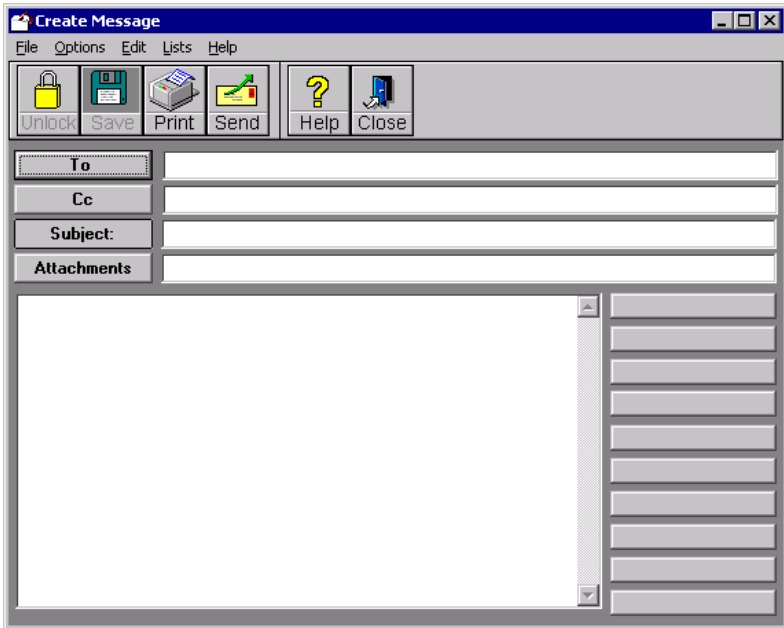 Create Message
File Options Edit Lists Help
Unlock Save Print Send Help Close
To
Cc
Subject:
Attachments